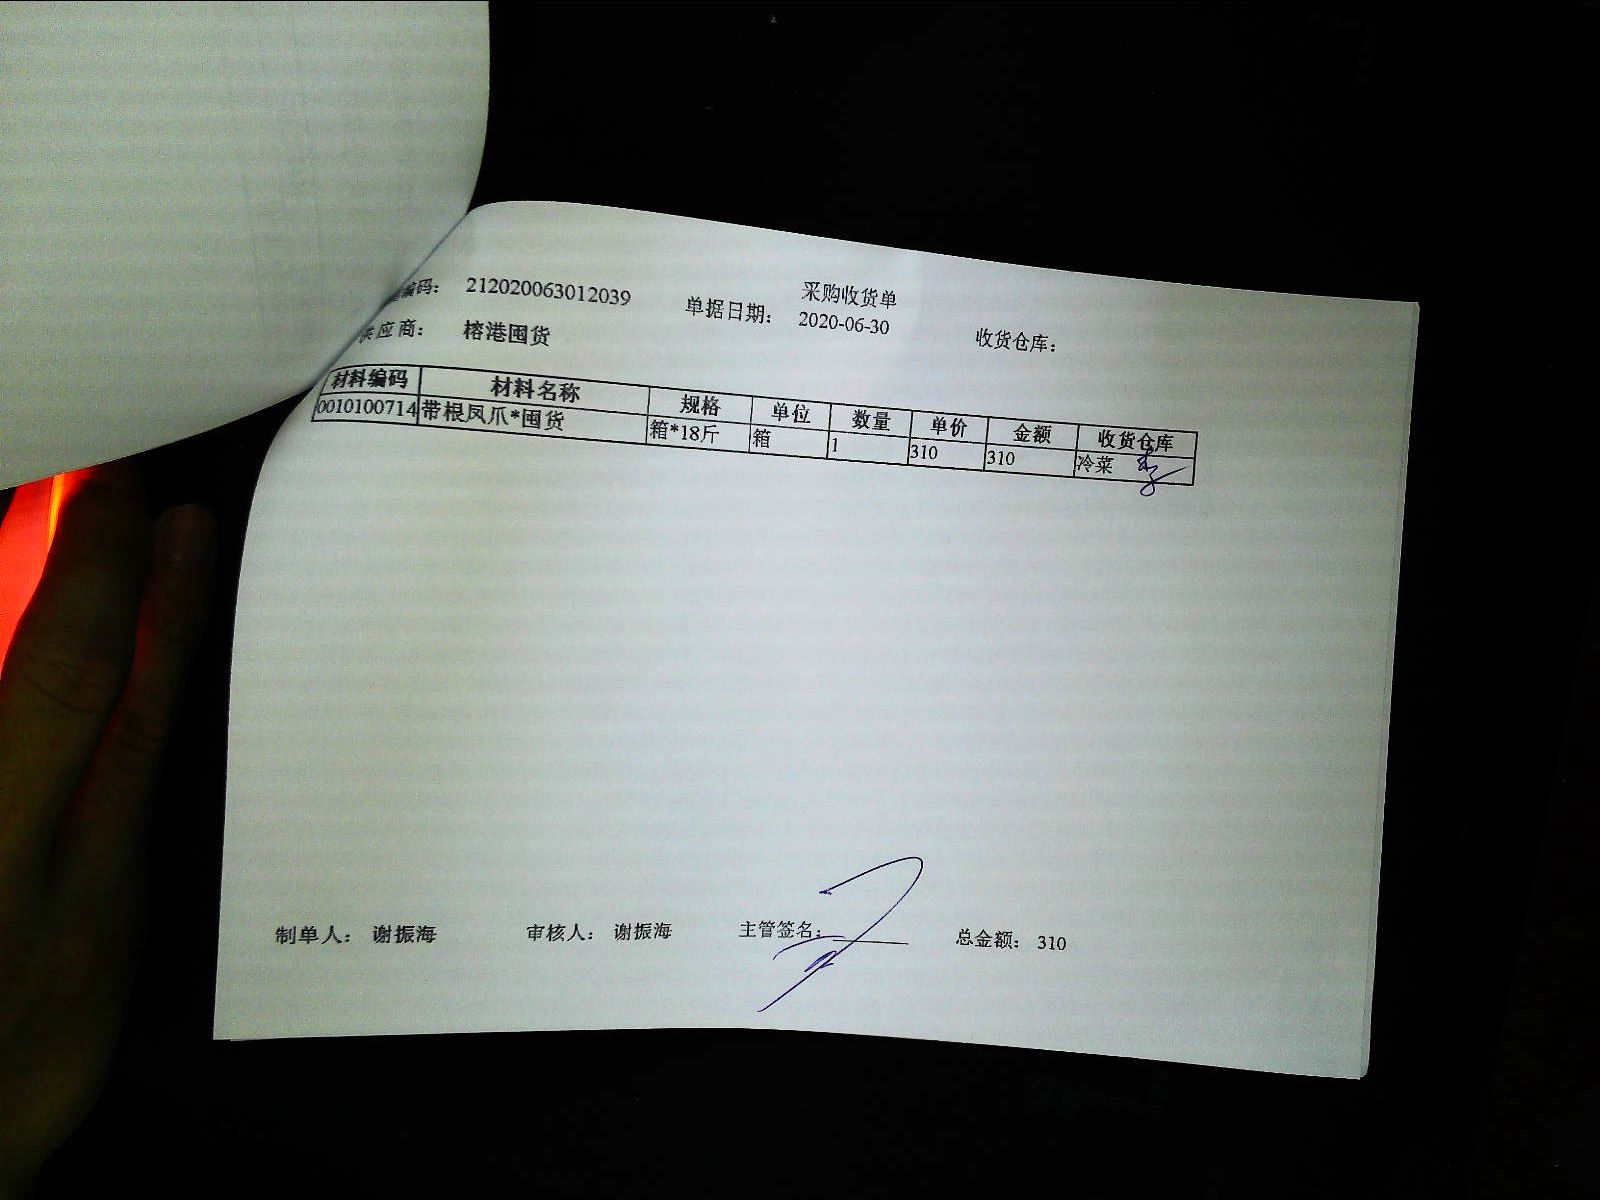 采购收货单
编码： 212020063012039 单据日期： 2020-06-30 收货仓库：
供应商： 榕港囤货
材料编码 材料名称 规格 单位 数量 单价 金额 收货仓库
0010100714 带根凤爪*囤货 箱*18斤 箱 1 310 310 冷菜
制单人： 谢振海 审核人： 谢振海 主管签名： 总金额： 310